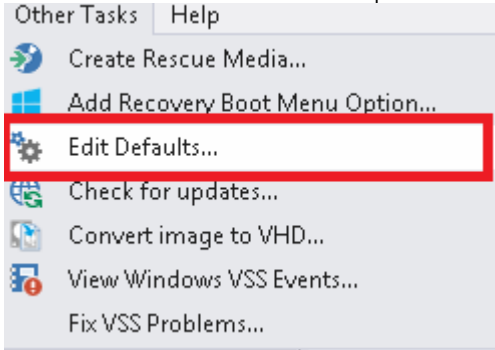 Other Tasks Help
Create Rescue Media...
Add Recovery Boot Menu Option...
Edit Defaults...
Check for updates...
Convert image to VHD...
View Windows VSS Events...
Fix VSS Problems...